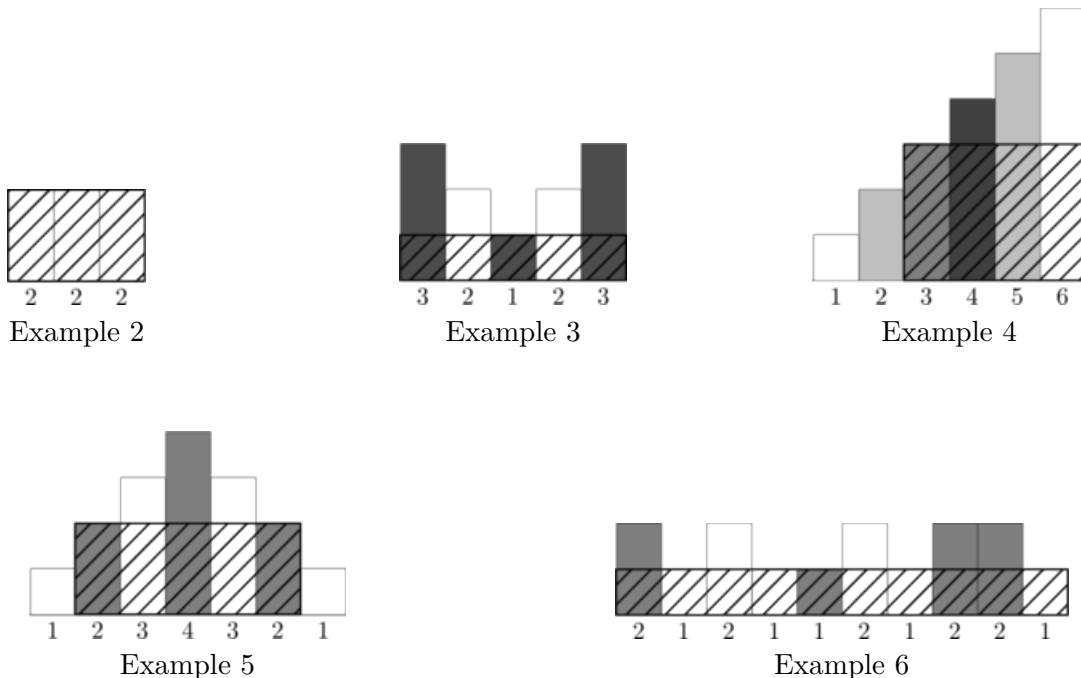 2 2 2
Example 2
3 2 1 2 3
Example 3
1 2 3 4 5 6
Example 4
1 2 3 4 3 2 1
Example 5
2 1 2 1 1 2 1 2 2 1
Example 6